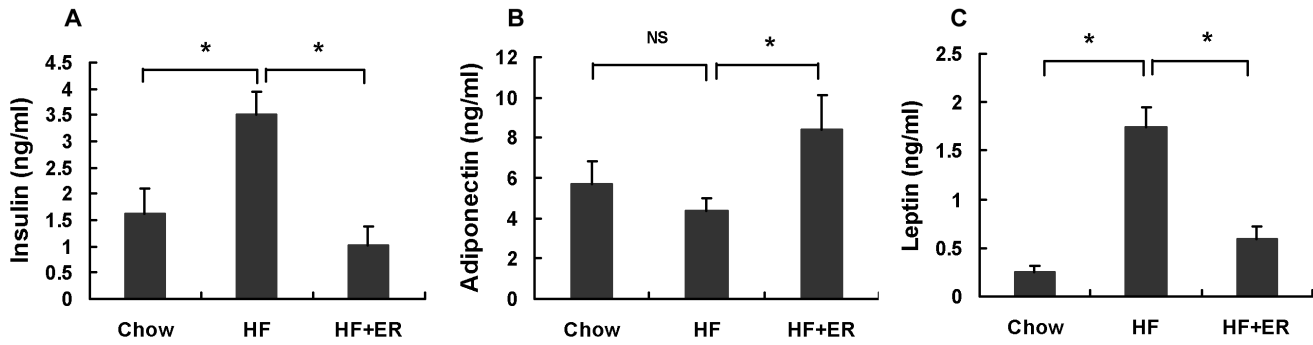 A
*
*
Insulin (ng/ml)
4.5
4
3.5
3
2.5
2
1.5
1
0.5
0
Chow
HF
HF+ER
B
NS
*
Adiponectin (ng/ml)
12
10
8
6
4
2
0
Chow
HF
HF+ER
C
*
*
Leptin (ng/ml)
2.5
2
1.5
1
0.5
0
Chow
HF
HF+ER